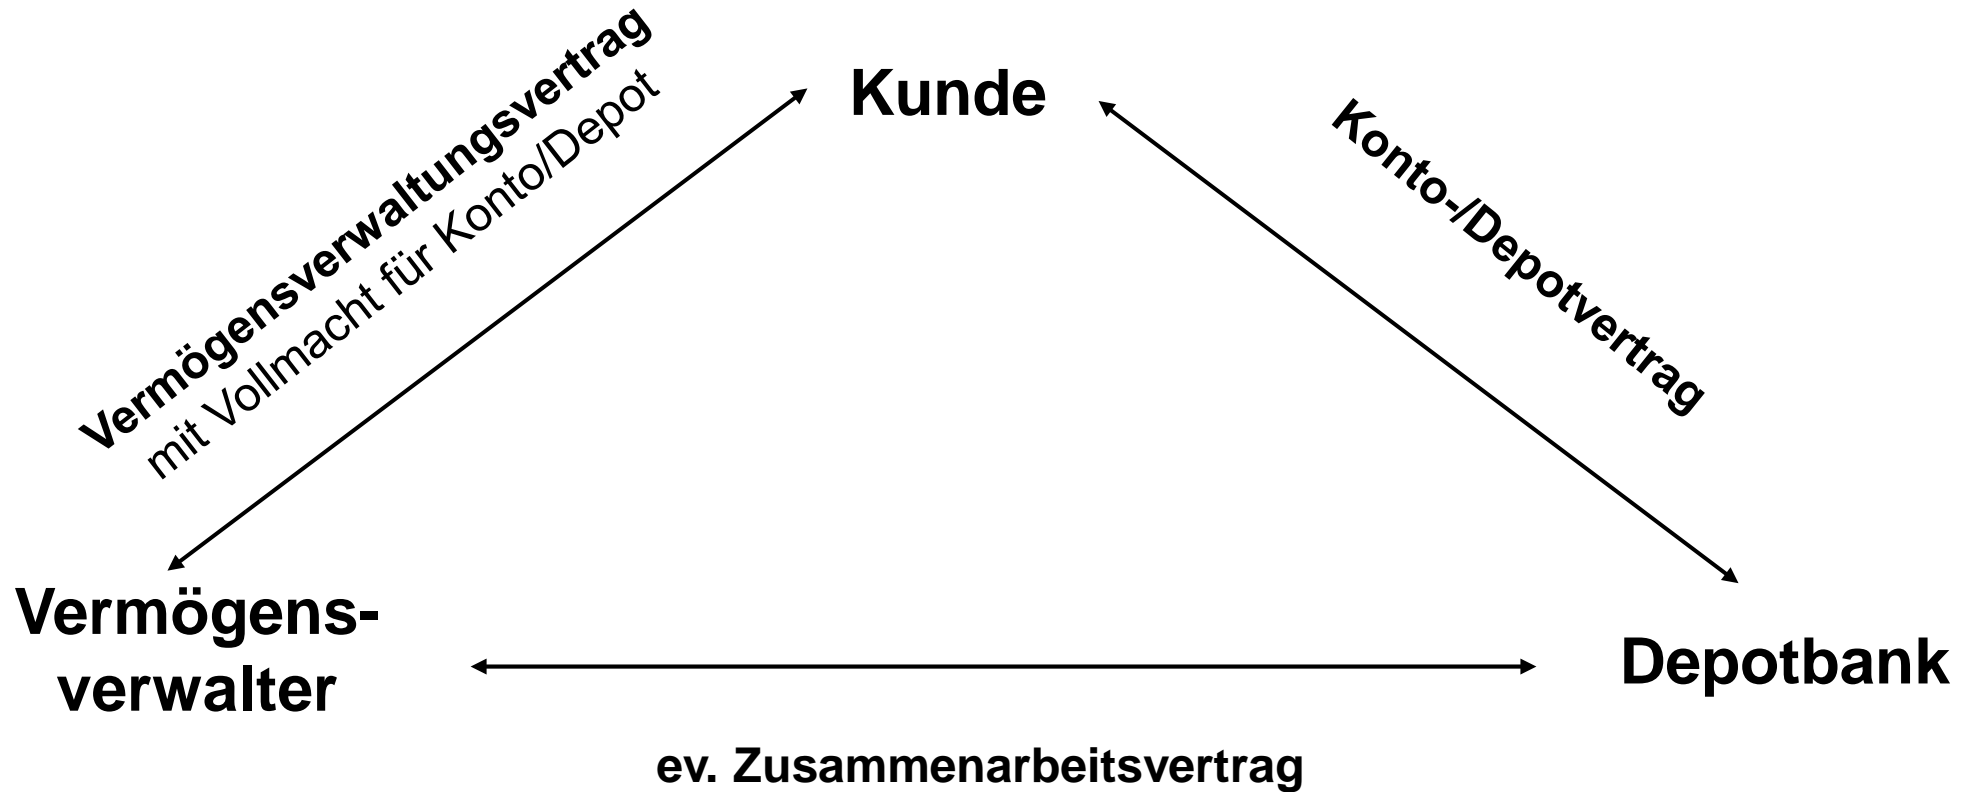 Vermögensverwaltungsvertrag
mit Vollmacht für Konto/Depot
Kunde
Konto-/Depotvertrag
Vermögens-
verwalter
Depotbank
ev. Zusammenarbeitsvertrag